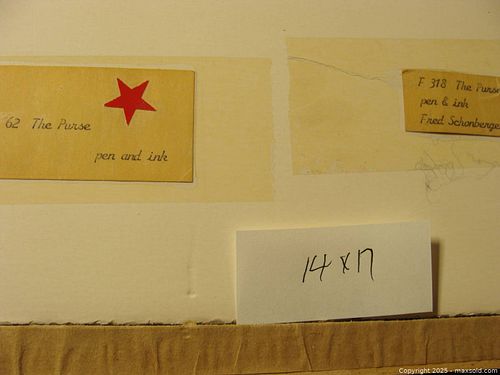 62 The Purse
pen and ink
F 318 The Purse
pen & ink
Fred Schonberge
14 x 17
Copyright 2025 - maxsold.com